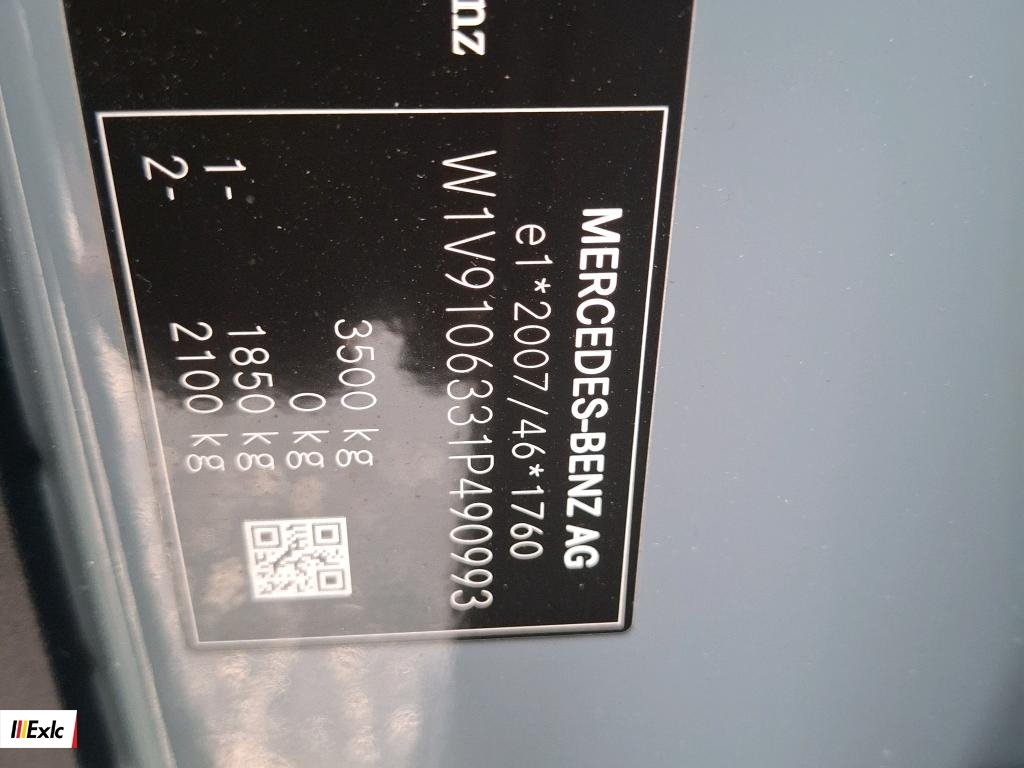 nz
MERCEDES-BENZ AG
e1*2007/46*1760
W1V9106331P490993
3500 kg
0 kg
1- 1850 kg
2- 2100 kg
Exlc